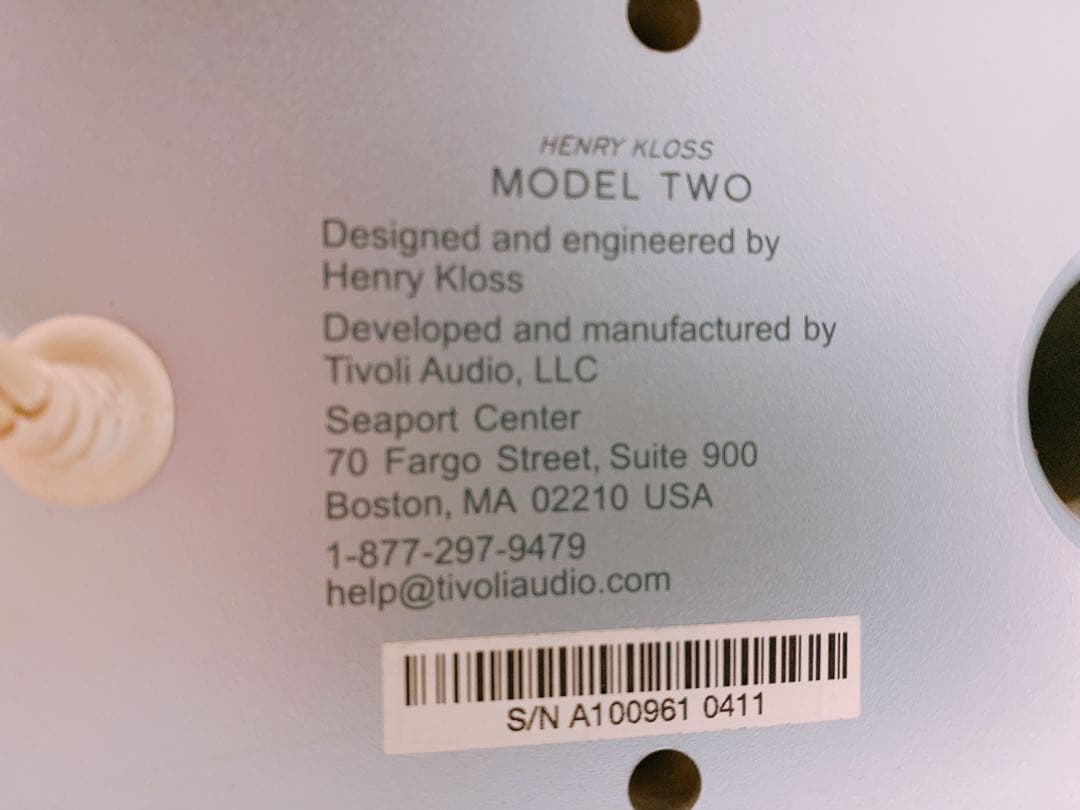 HENRY KLOSS
MODEL TWO
Designed and engineered by
Henry Kloss
Developed and manufactured by
Tivoli Audio, LLC
Seaport Center
70 Fargo Street, Suite 900
Boston, MA 02210 USA
1-877-297-9479
help@tivoliaudio.com
S/N A100961 0411